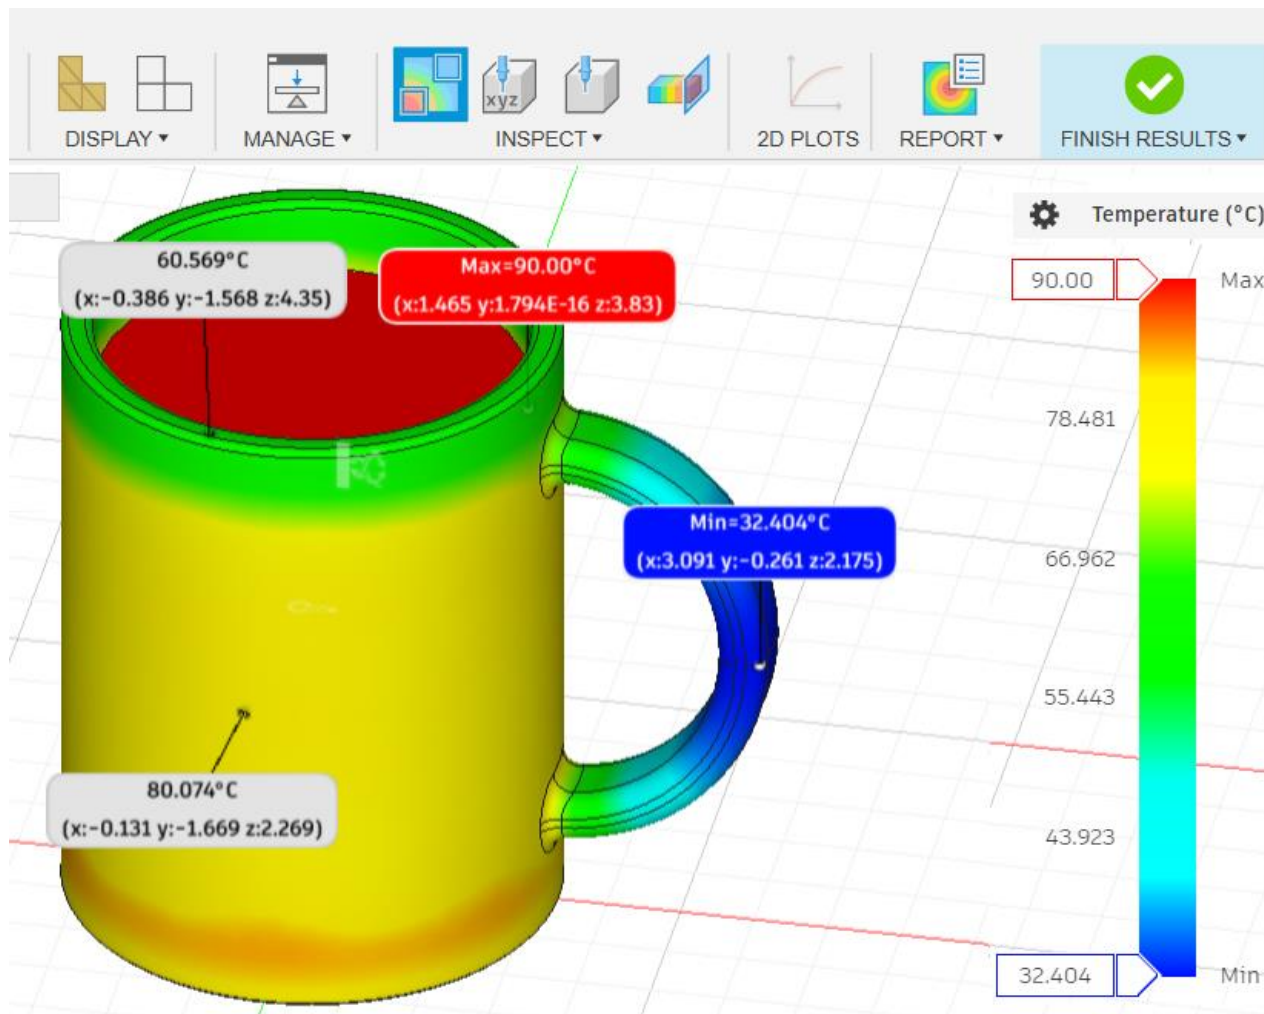 xyz
DISPLAY
MANAGE
INSPECT
2D PLOTS
REPORT
FINISH RESULTS
Temperature (°C)
60.569°C
(x:-0.386 y:-1.568 z:4.35)
Max=90.00°C
(x:1.465 y:1.794E-16 z:3.83)
90.00
Max
78.481
Min=32.404°C
(x:3.091 y:-0.261 z:2.175)
66.962
55.443
80.074°C
(x:-0.131 y:-1.669 z:2.269)
43.923
32.404
Min